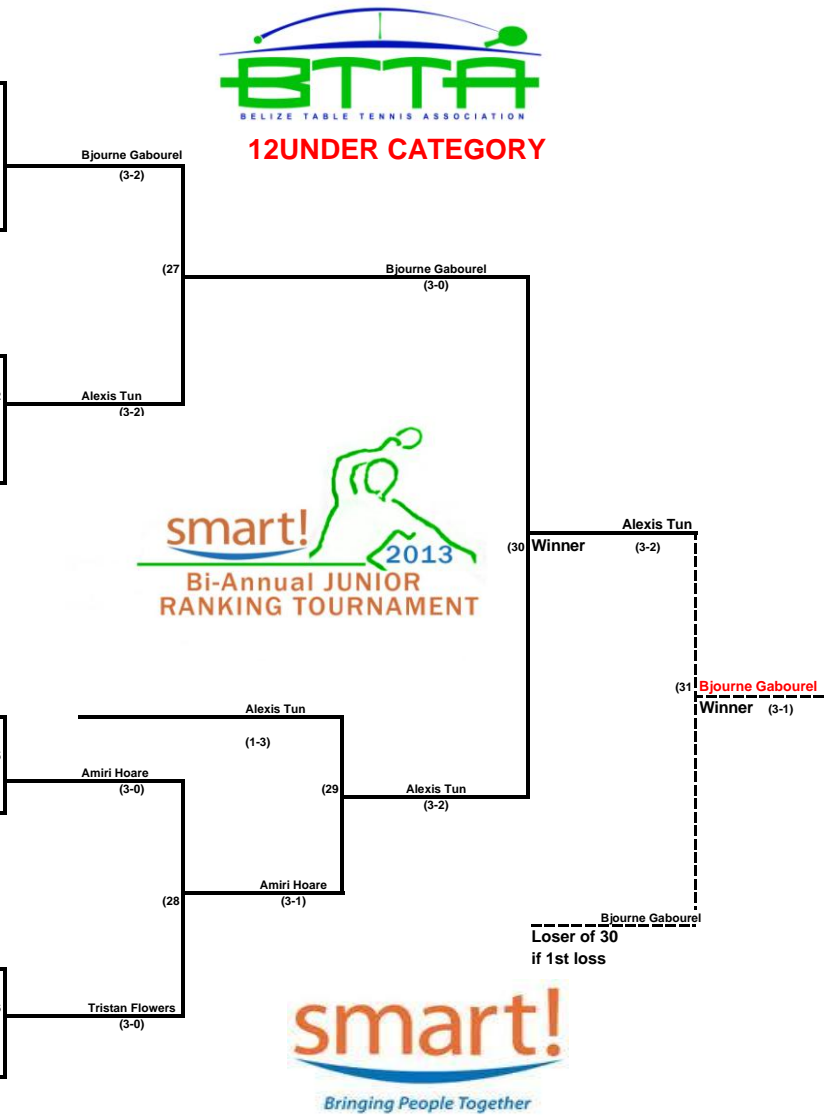 BTTA
BELIZE TABLE TENNIS ASSOCIATION
12UNDER CATEGORY
Bjourne Gabourel
(3-2)
(27
Bjourne Gabourel
(3-0)
Alexis Tun
(3-2)
smart!
2013
Bi-Annual JUNIOR
RANKING TOURNAMENT
Alexis Tun
(30 Winner (3-2)
(31 Bjourne Gabourel
Winner (3-1)
Alexis Tun
(1-3)
Amiri Hoare
(3-0)
(29
Alexis Tun
(3-2)
Amiri Hoare
(28
(3-1)
Bjourne Gabourel
Loser of 30
if 1st loss
Tristan Flowers
(3-0)
smart!
Bringing People Together